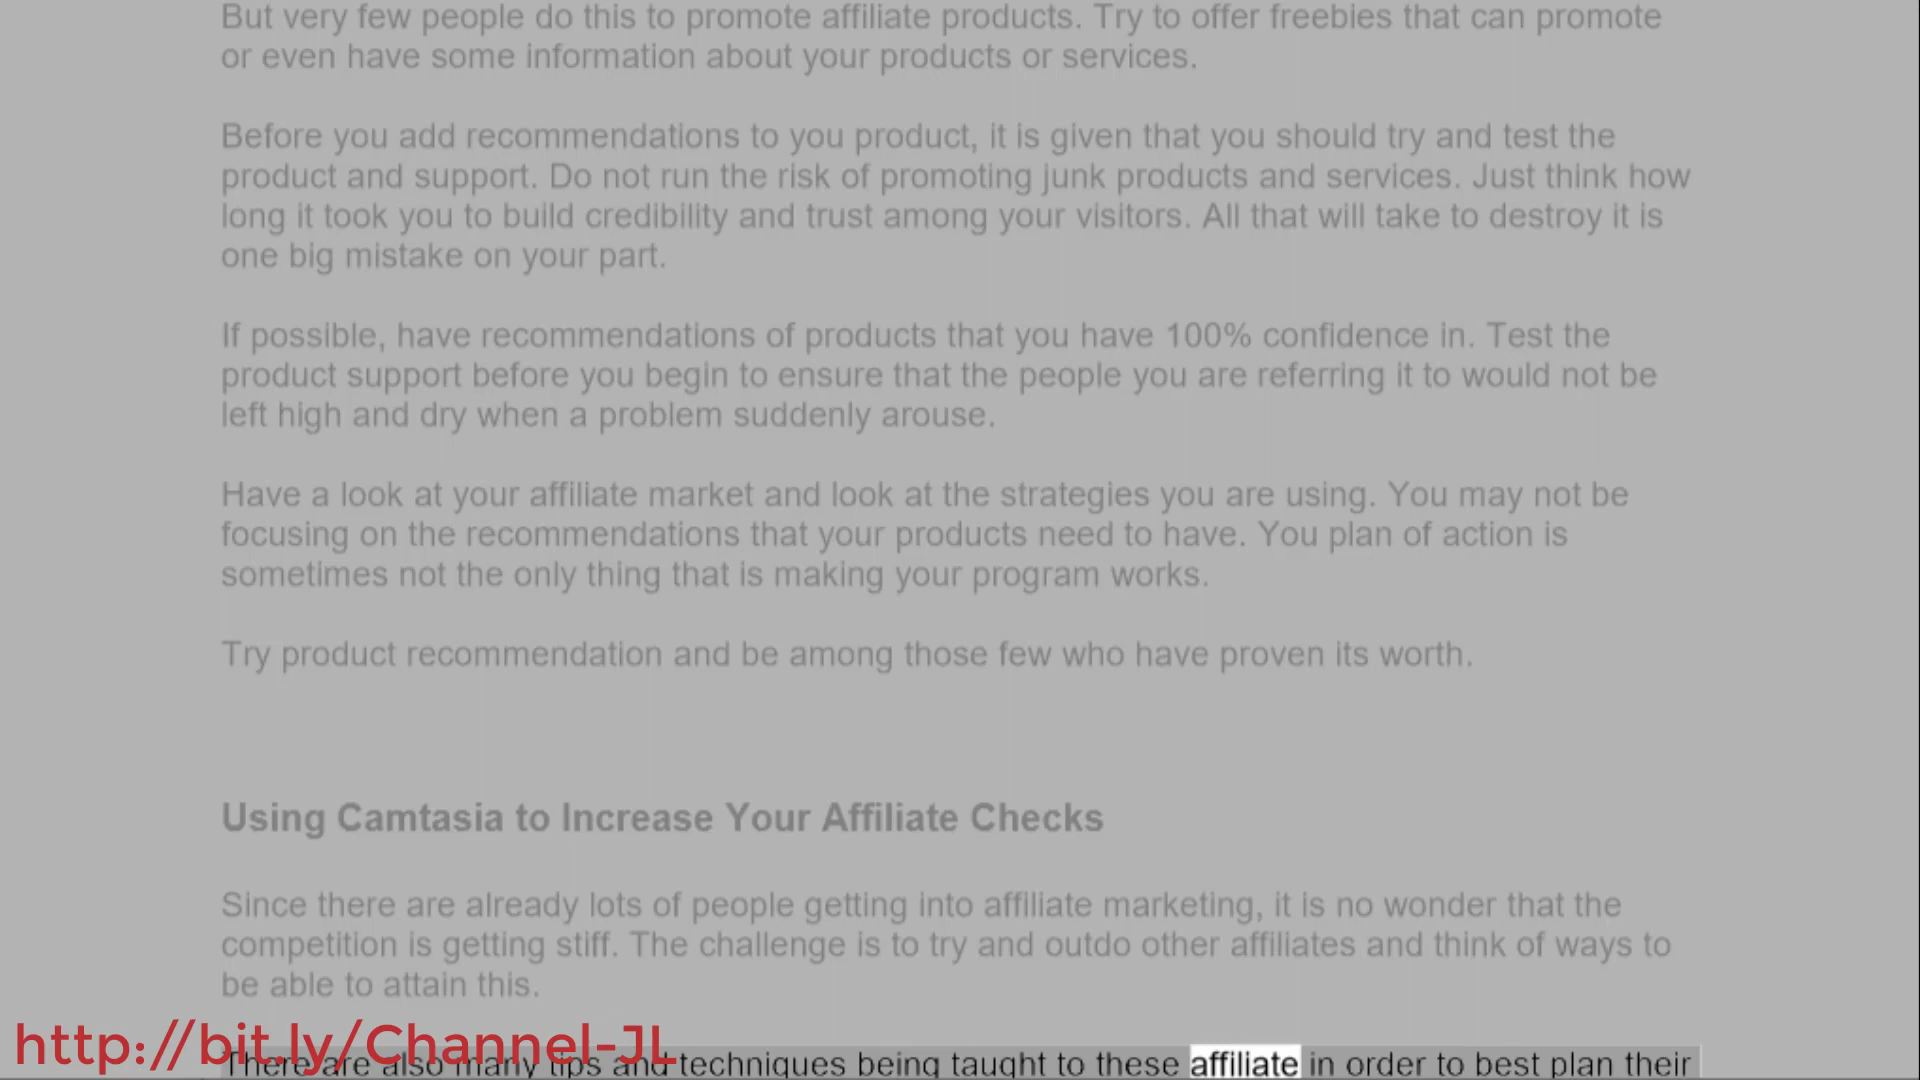 But very few people do this to promote affiliate products. Try to offer freebies that can promote
or even have some information about your products or services.
Before you add recommendations to you product, it is given that you should try and test the
product and support. Do not run the risk of promoting junk products and services. Just think how
long it took you to build credibility and trust among your visitors. All that will take to destroy it is
one big mistake on your part.
If possible, have recommendations of products that you have 100% confidence in. Test the
product support before you begin to ensure that the people you are referring it to would not be
left high and dry when a problem suddenly arouse.
Have a look at your affiliate market and look at the strategies you are using. You may not be
focusing on the recommendations that your products need to have. You plan of action is
sometimes not the only thing that is making your program works.
Try product recommendation and be among those few who have proven its worth.
Using Camtasia to Increase Your Affiliate Checks
Since there are already lots of people getting into affiliate marketing, it is no wonder that the
competition is getting stiff. The challenge is to try and outdo other affiliates and think of ways to
be able to attain this.
http://bit.ly/Channel-JL
There are also many tips and techniques being taught to these affiliate in order to best plan their